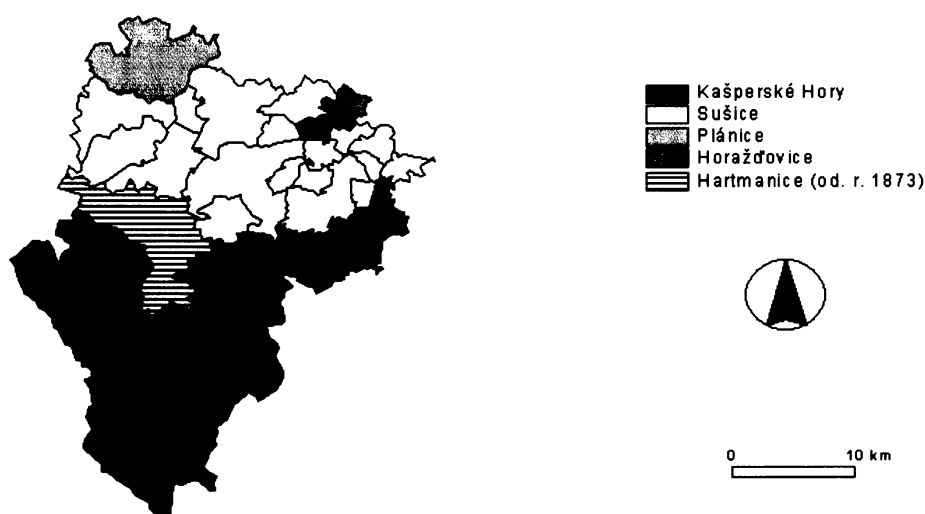 Kašperské Hory
Sušice
Plánice
Horažďovice
Hartmanice (od. r. 1873)
0 10 km